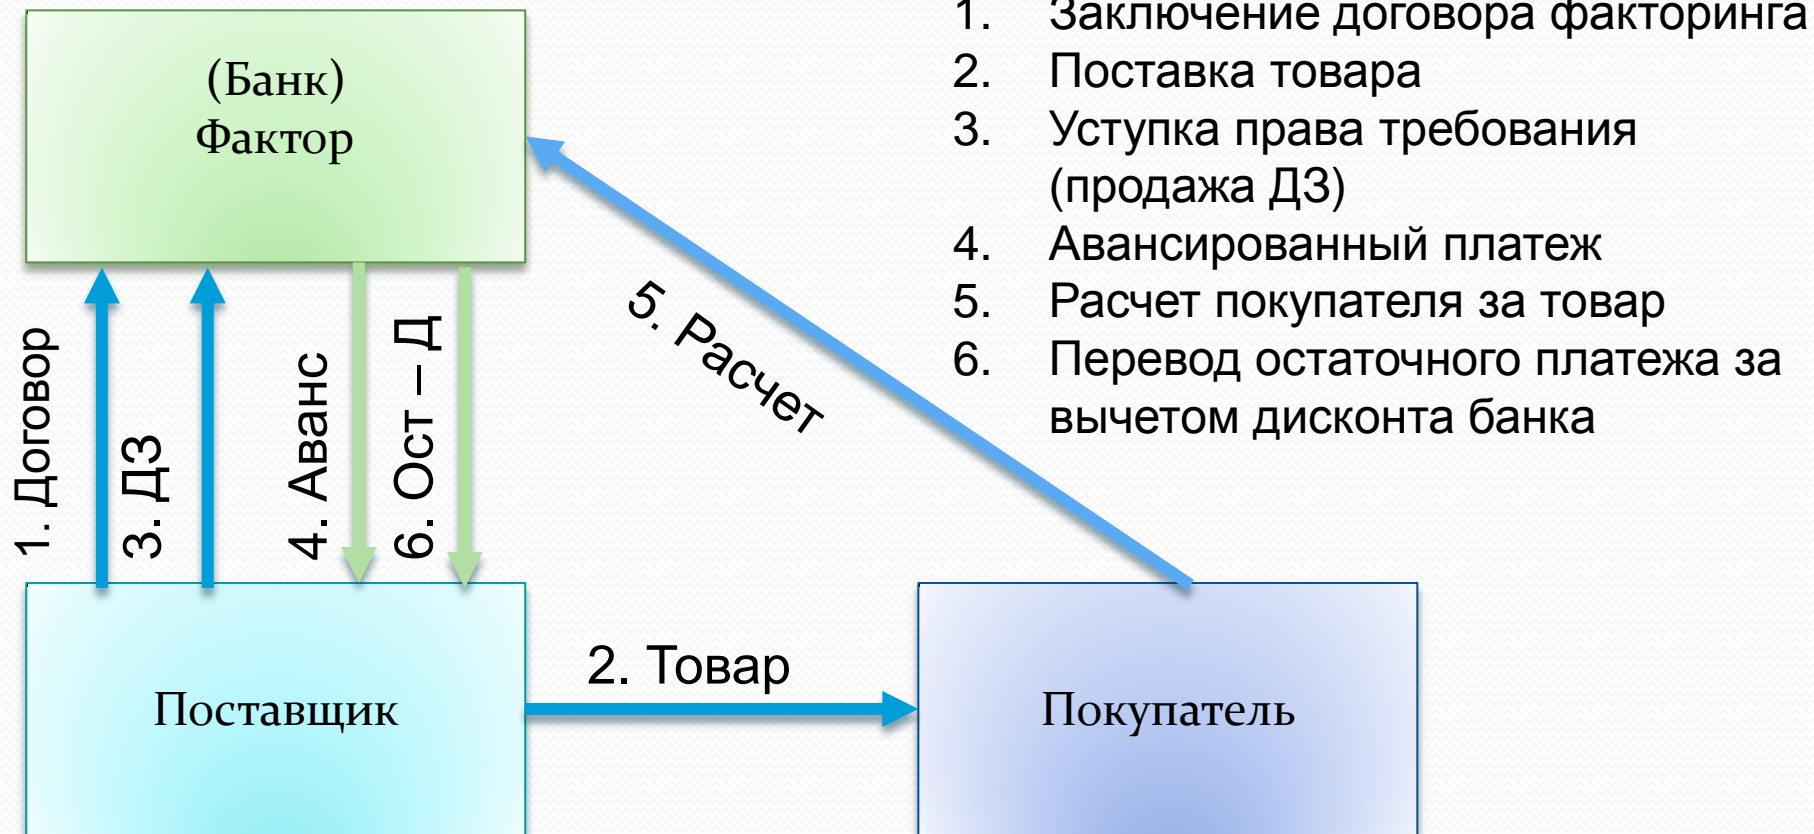 (Банк)
Фактор
1. Заключение договора факторинга
2. Поставка товара
3. Уступка права требования
(продажа ДЗ)
4. Авансированный платеж
5. Расчет покупателя за товар
6. Перевод остаточного платежа за
вычетом дисконта банка
1. Договор
3. ДЗ
4. Аванс
6. Ост – Д
5. Расчет
Поставщик
2. Товар
Покупатель